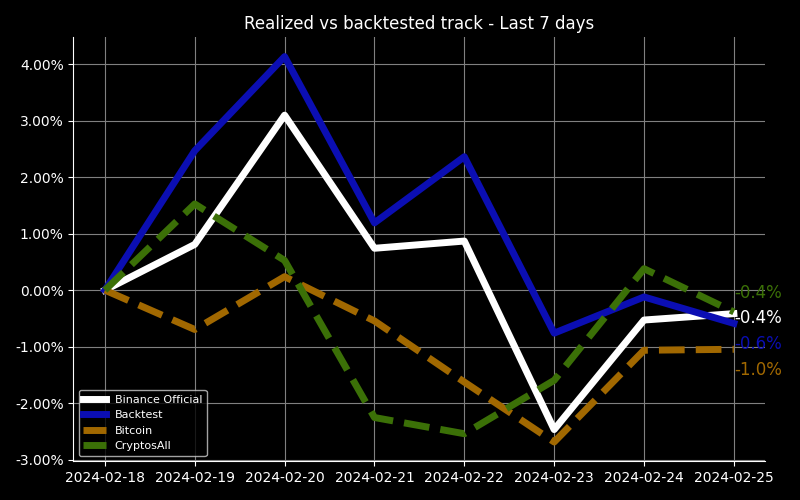 Realized vs backtested track - Last 7 days
4.00%
3.00%
2.00%
1.00%
0.00%
-1.00%
-2.00%
-3.00%
-0.4%
-0.4%
-0.6%
-1.0%
Binance Official
Backtest
Bitcoin
CryptosAll
2024-02-18 2024-02-19 2024-02-20 2024-02-21 2024-02-22 2024-02-23 2024-02-24 2024-02-25